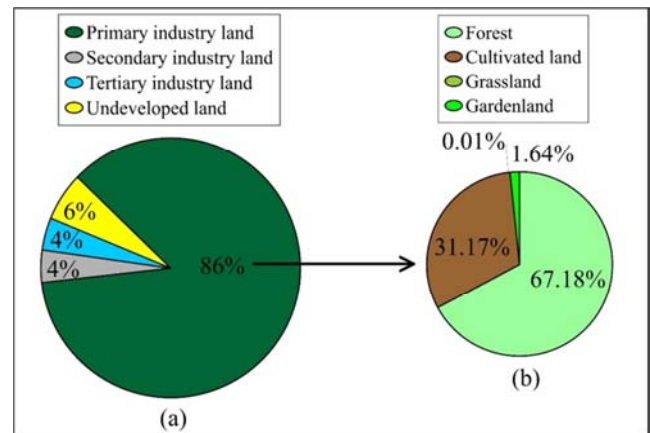 Primary industry land
Secondary industry land
Tertiary industry land
Undeveloped land
6%
4%
4%
86%
(a)
Forest
Cultivated land
Grassland
Gardenland
0.01%
1.64%
31.17%
67.18%
(b)